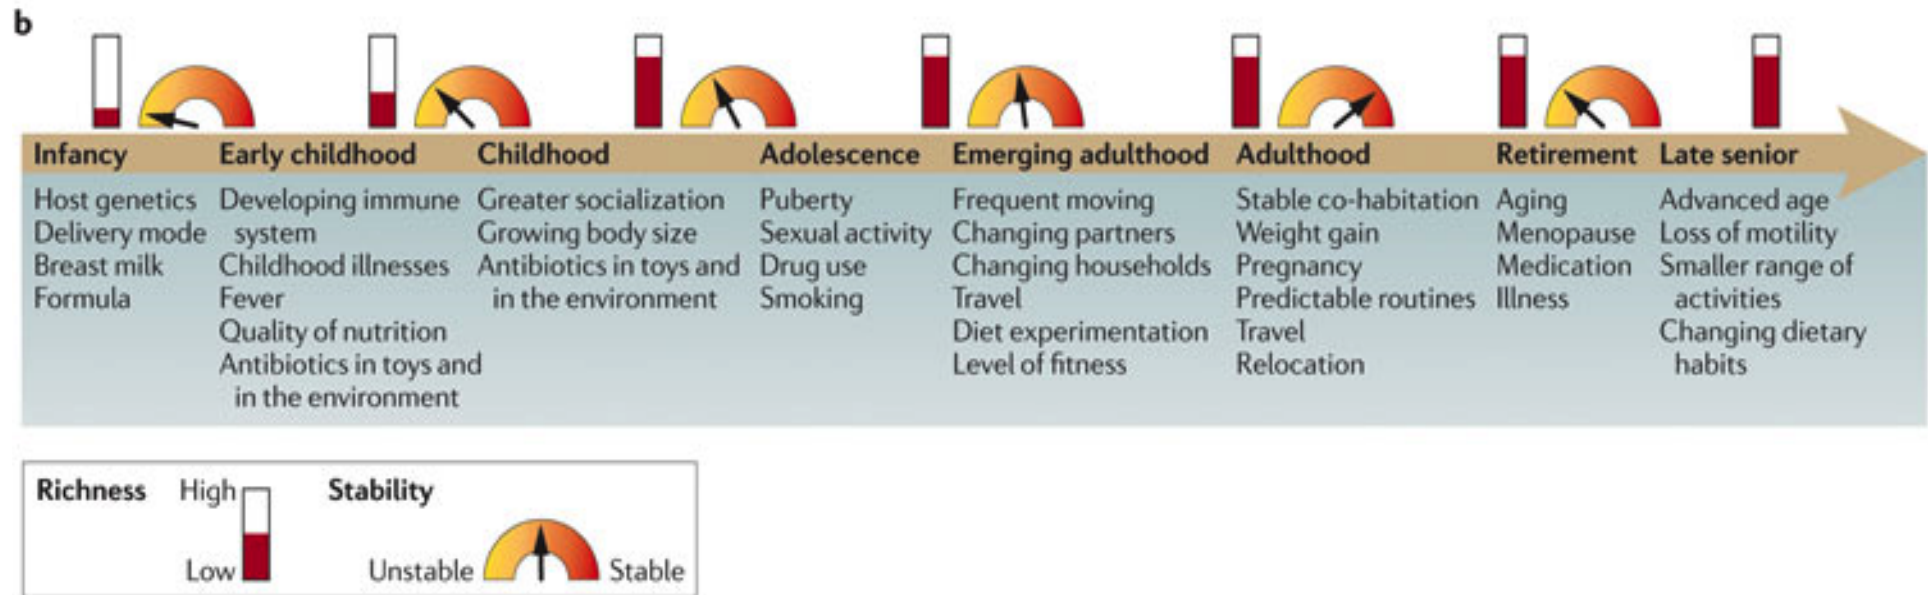 b
Infancy
Host genetics
Delivery mode
Breast milk
Formula
Early childhood
Developing immune
system
Childhood illnesses
Fever
Quality of nutrition
Antibiotics in toys and
in the environment
Childhood
Greater socialization
Growing body size
Antibiotics in toys and
in the environment
Adolescence
Puberty
Sexual activity
Drug use
Smoking
Emerging adulthood
Frequent moving
Changing partners
Changing households
Travel
Diet experimentation
Level of fitness
Adulthood
Stable co-habitation
Weight gain
Pregnancy
Predictable routines
Travel
Relocation
Retirement
Aging
Menopause
Medication
Illness
Late senior
Advanced age
Loss of motility
Smaller range of
activities
Changing dietary
habits
Richness
High
Low
Stability
Unstable
Stable